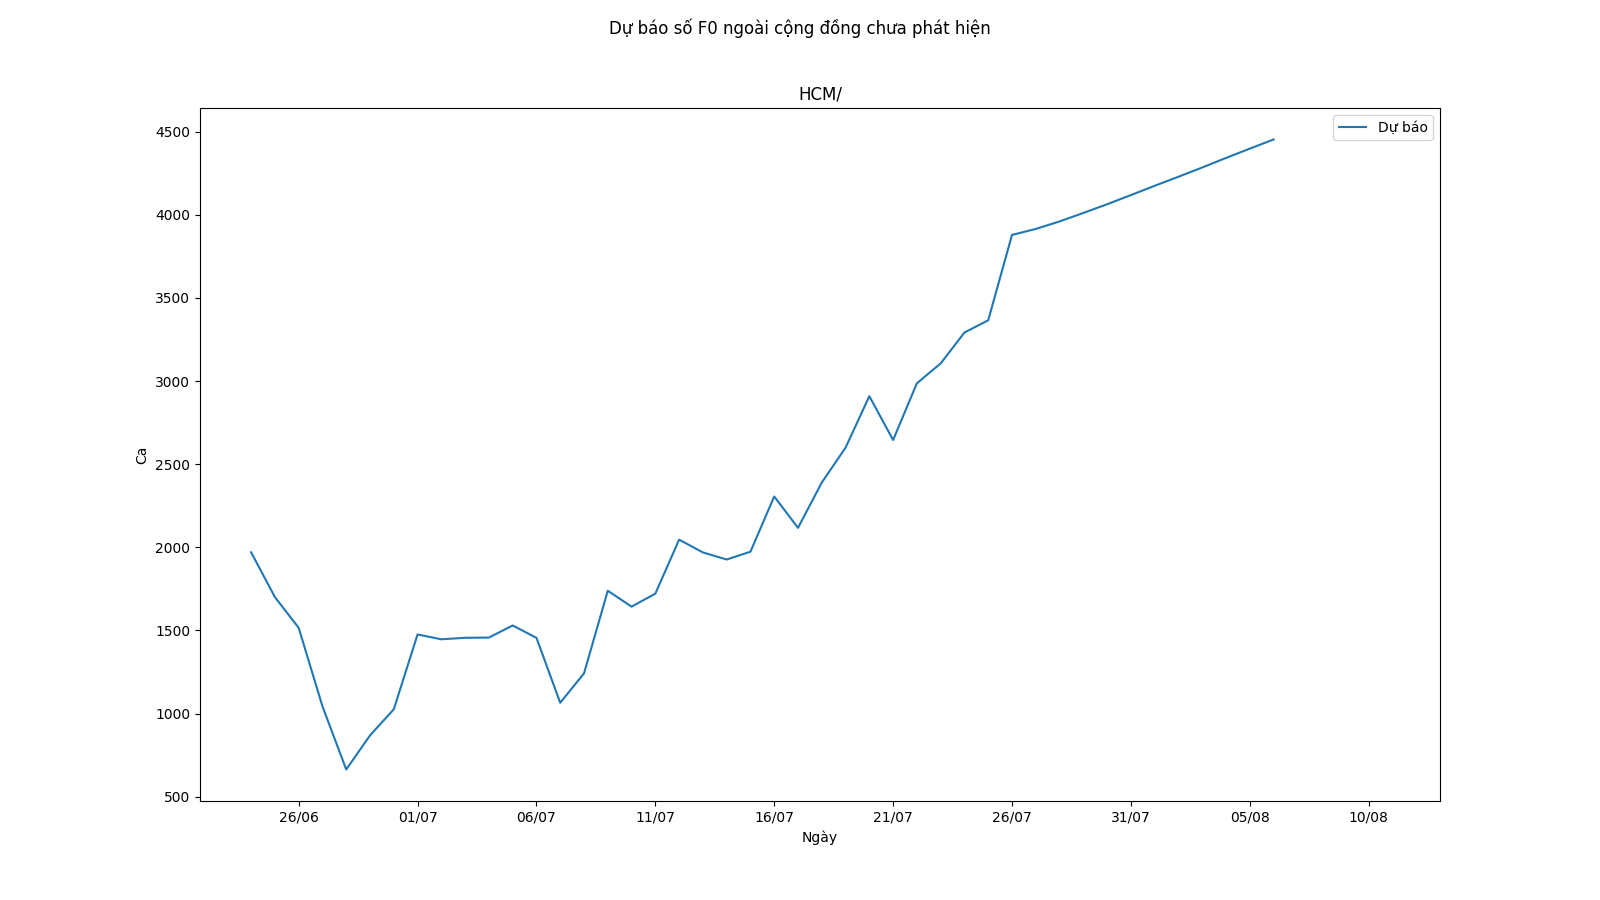 Dự báo số F0 ngoài cộng đồng chưa phát hiện
HCM/
Dự báo
4500
4000
3500
3000
2500
2000
1500
1000
500
Ca
26/06 01/07 06/07 11/07 16/07 21/07 26/07 31/07 05/08 10/08
Ngày